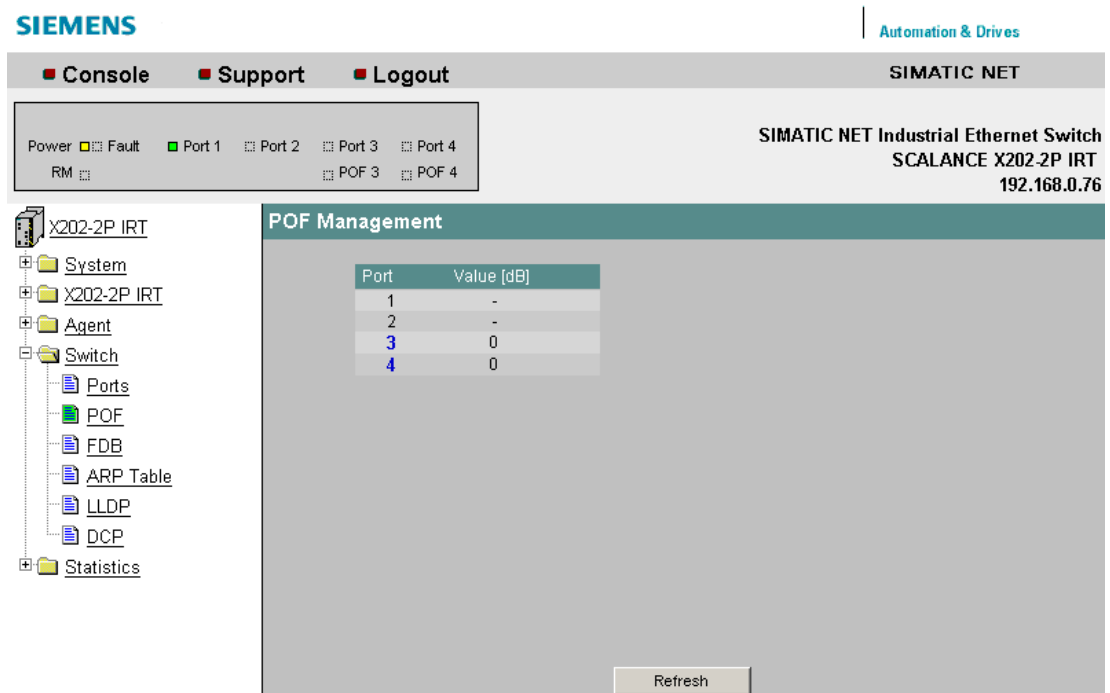 SIEMENS
Automation & Drives
Console Support Logout
SIMATIC NET
Power Fault Port 1 Port 2 Port 3 Port 4
RM POF 3 POF 4
SIMATIC NET Industrial Ethernet Switch
SCALANCE X202-2P IRT
192.168.0.76
X202-2P IRT
System
X202-2P IRT
Agent
Switch
Ports
POF
FDB
ARP Table
LLDP
DCP
Statistics
POF Management
Port Value [dB]
1 -
2 -
3 0
4 0
Refresh